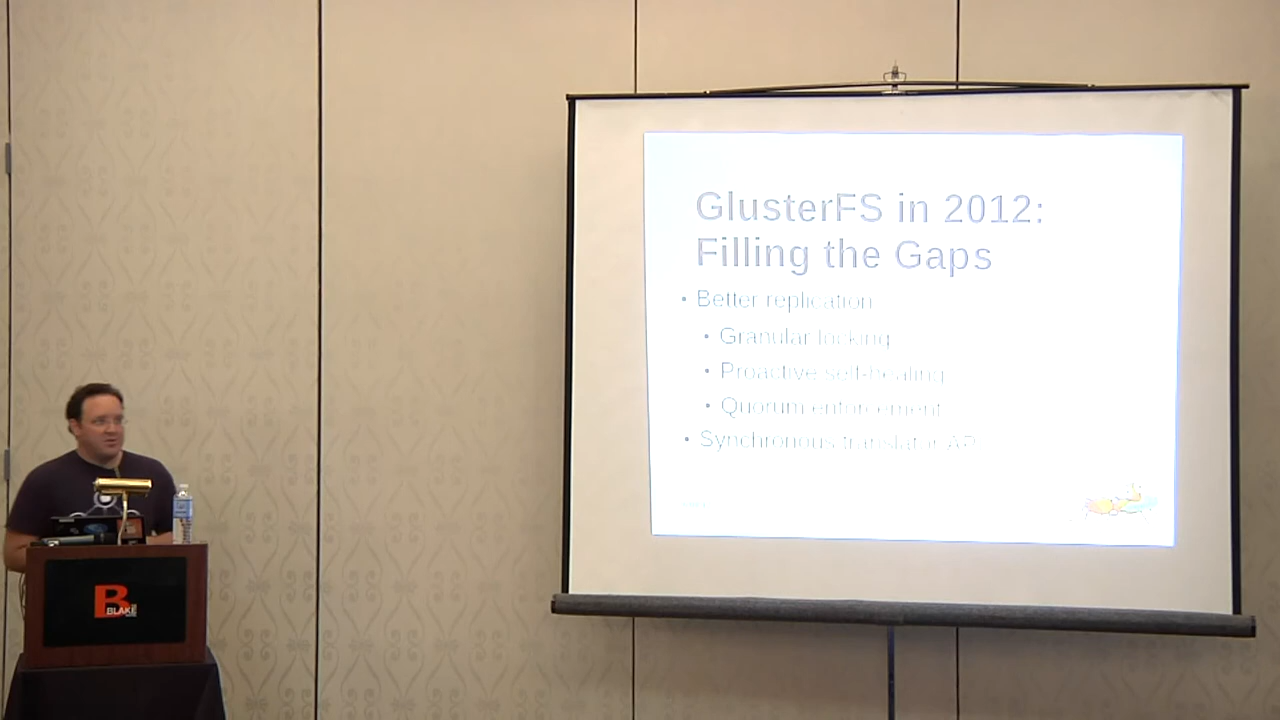 GlusterFS in 2012:
Filling the Gaps
• Better replication
• Granular locking
• Proactive self-healing
• Quorum enforcement
• Synchronous translator API
B
BLAKE